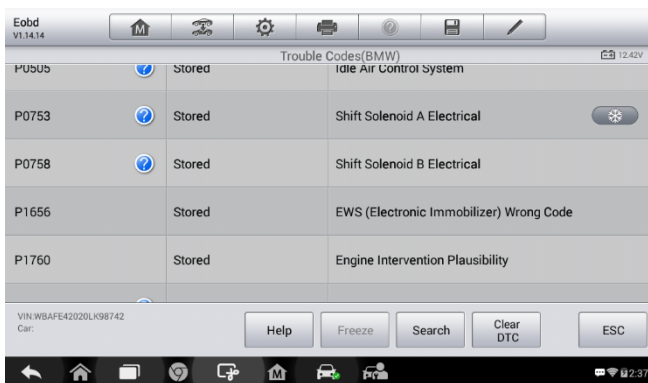 Eobd
V1.14.14
Trouble Codes(BMW)
12.42V
P0505 Stored Idle Air Control System
P0753 Stored Shift Solenoid A Electrical
P0758 Stored Shift Solenoid B Electrical
P1656 Stored EWS (Electronic Immobilizer) Wrong Code
P1760 Stored Engine Intervention Plausibility
VIN:WBAFE42020LK98742
Car:
Help
Freeze
Search
Clear
DTC
ESC
2:37